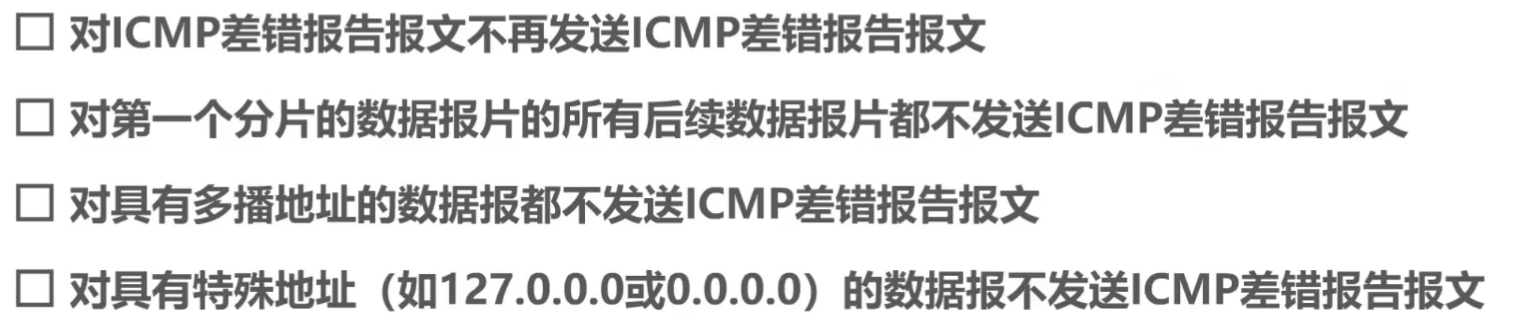 □ 对ICMP差错报告报文不再发送ICMP差错报告报文
□ 对第一个分片的数据报片的所有后续数据报片都不发送ICMP差错报告报文
□ 对具有多播地址的数据报都不发送ICMP差错报告报文
□ 对具有特殊地址（如127.0.0.0或0.0.0.0）的数据报不发送ICMP差错报告报文